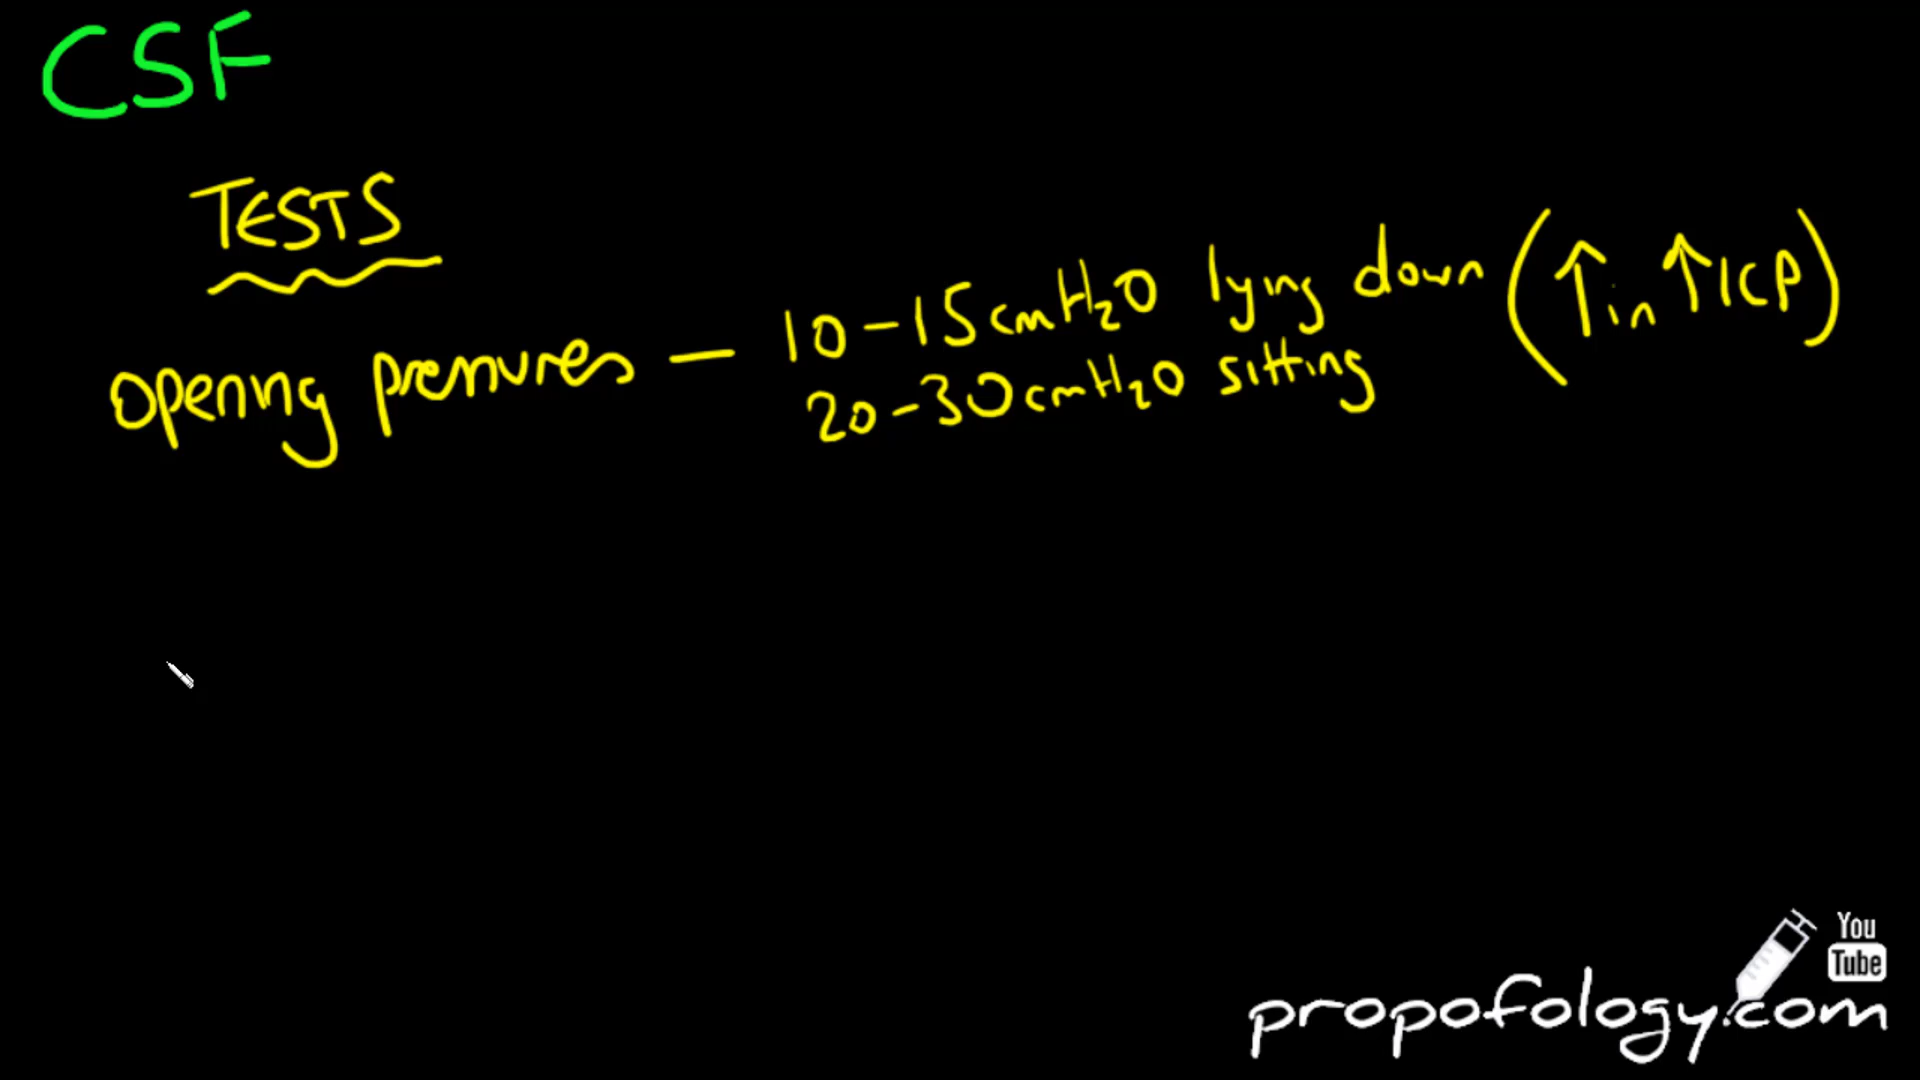 CSF
TESTS
opening pressures — 10-15cmH₂O lying down (↑in ↑ICP)
20-30cmH₂O sitting
You
Tube
propofology.com